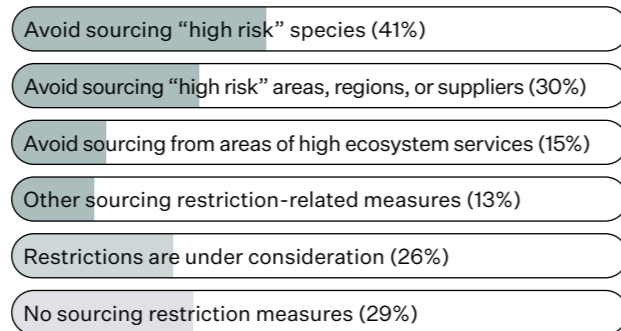 Avoid sourcing “high risk” species (41%)
Avoid sourcing “high risk” areas, regions, or suppliers (30%)
Avoid sourcing from areas of high ecosystem services (15%)
Other sourcing restriction-related measures (13%)
Restrictions are under consideration (26%)
No sourcing restriction measures (29%)